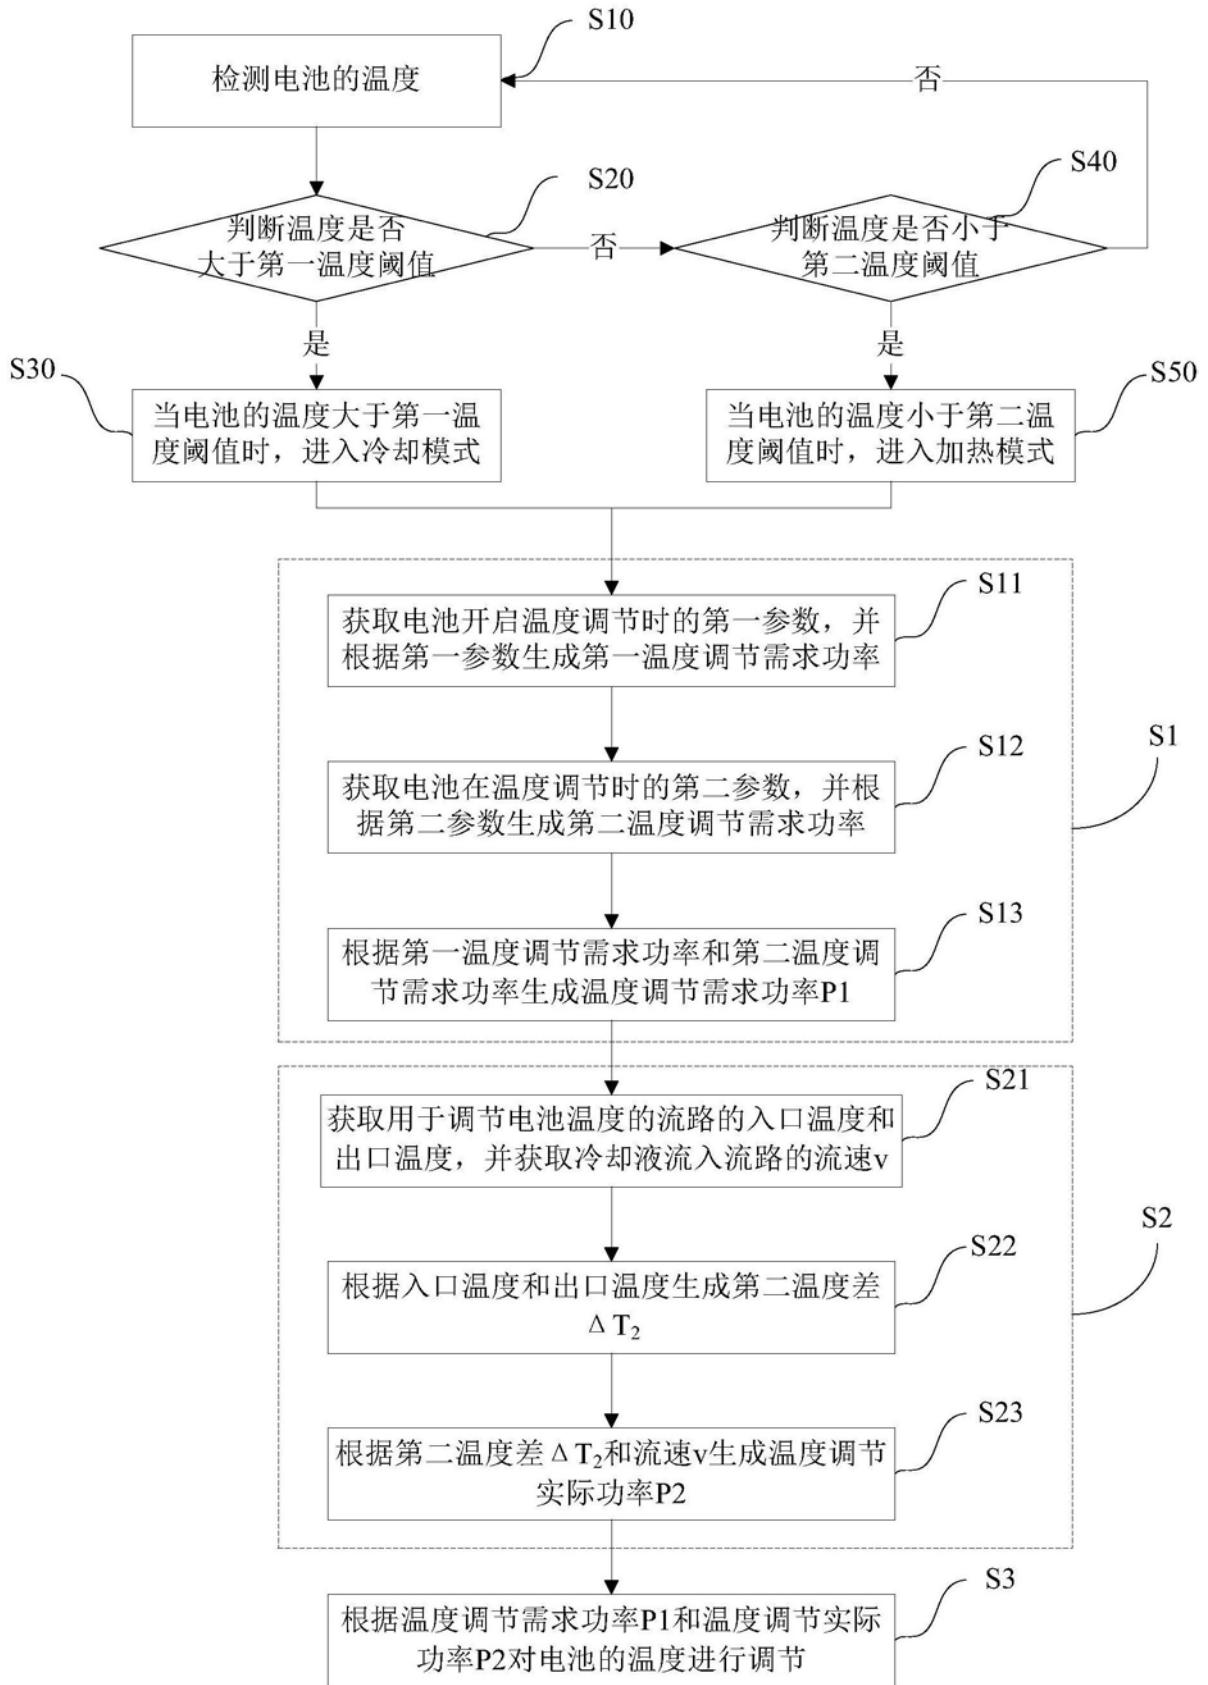 S10
检测电池的温度
否
S20
S40
判断温度是否
大于第一温度阈值
否
判断温度是否小于
第二温度阈值
是
是
S30
S50
当电池的温度大于第一温
度阈值时，进入冷却模式
当电池的温度小于第二温
度阈值时，进入加热模式
S11
获取电池开启温度调节时的第一参数，并
根据第一参数生成第一温度调节需求功率
S1
S12
获取电池在温度调节时的第二参数，并根
据第二参数生成第二温度调节需求功率
S13
根据第一温度调节需求功率和第二温度调
节需求功率生成温度调节需求功率P1
S21
获取用于调节电池温度的流路的入口温度和
出口温度，并获取冷却液流入流路的流速v
S2
S22
根据入口温度和出口温度生成第二温度差
ΔT₂
S23
根据第二温度差ΔT₂和流速v生成温度调节
实际功率P2
S3
根据温度调节需求功率P1和温度调节实际
功率P2对电池的温度进行调节